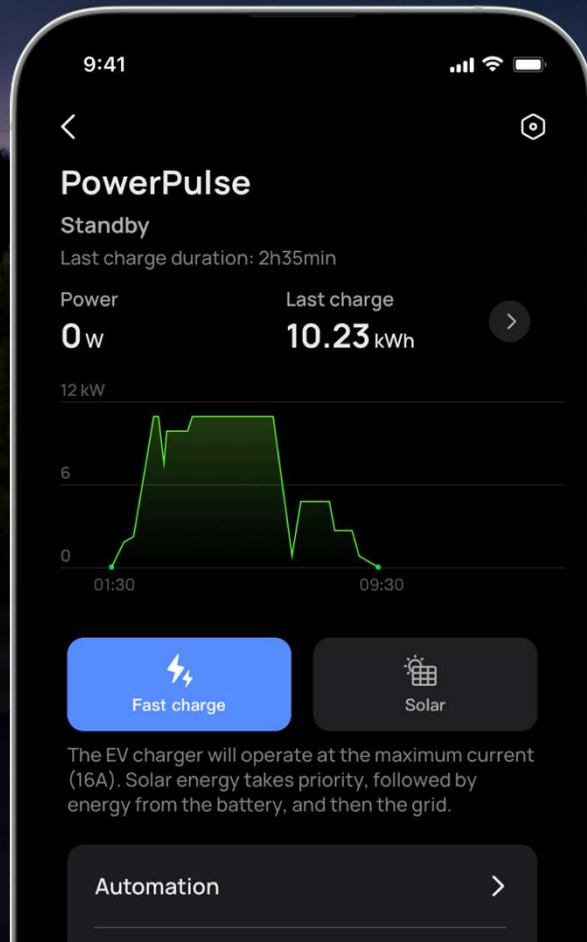 9:41
PowerPulse
Standby
Last charge duration: 2h35min
Power
Last charge
0 W
10.23 kWh
12 kW
6
0
01:30
09:30
Fast charge
Solar
The EV charger will operate at the maximum current
(16A). Solar energy takes priority, followed by
energy from the battery, and then the grid.
Automation